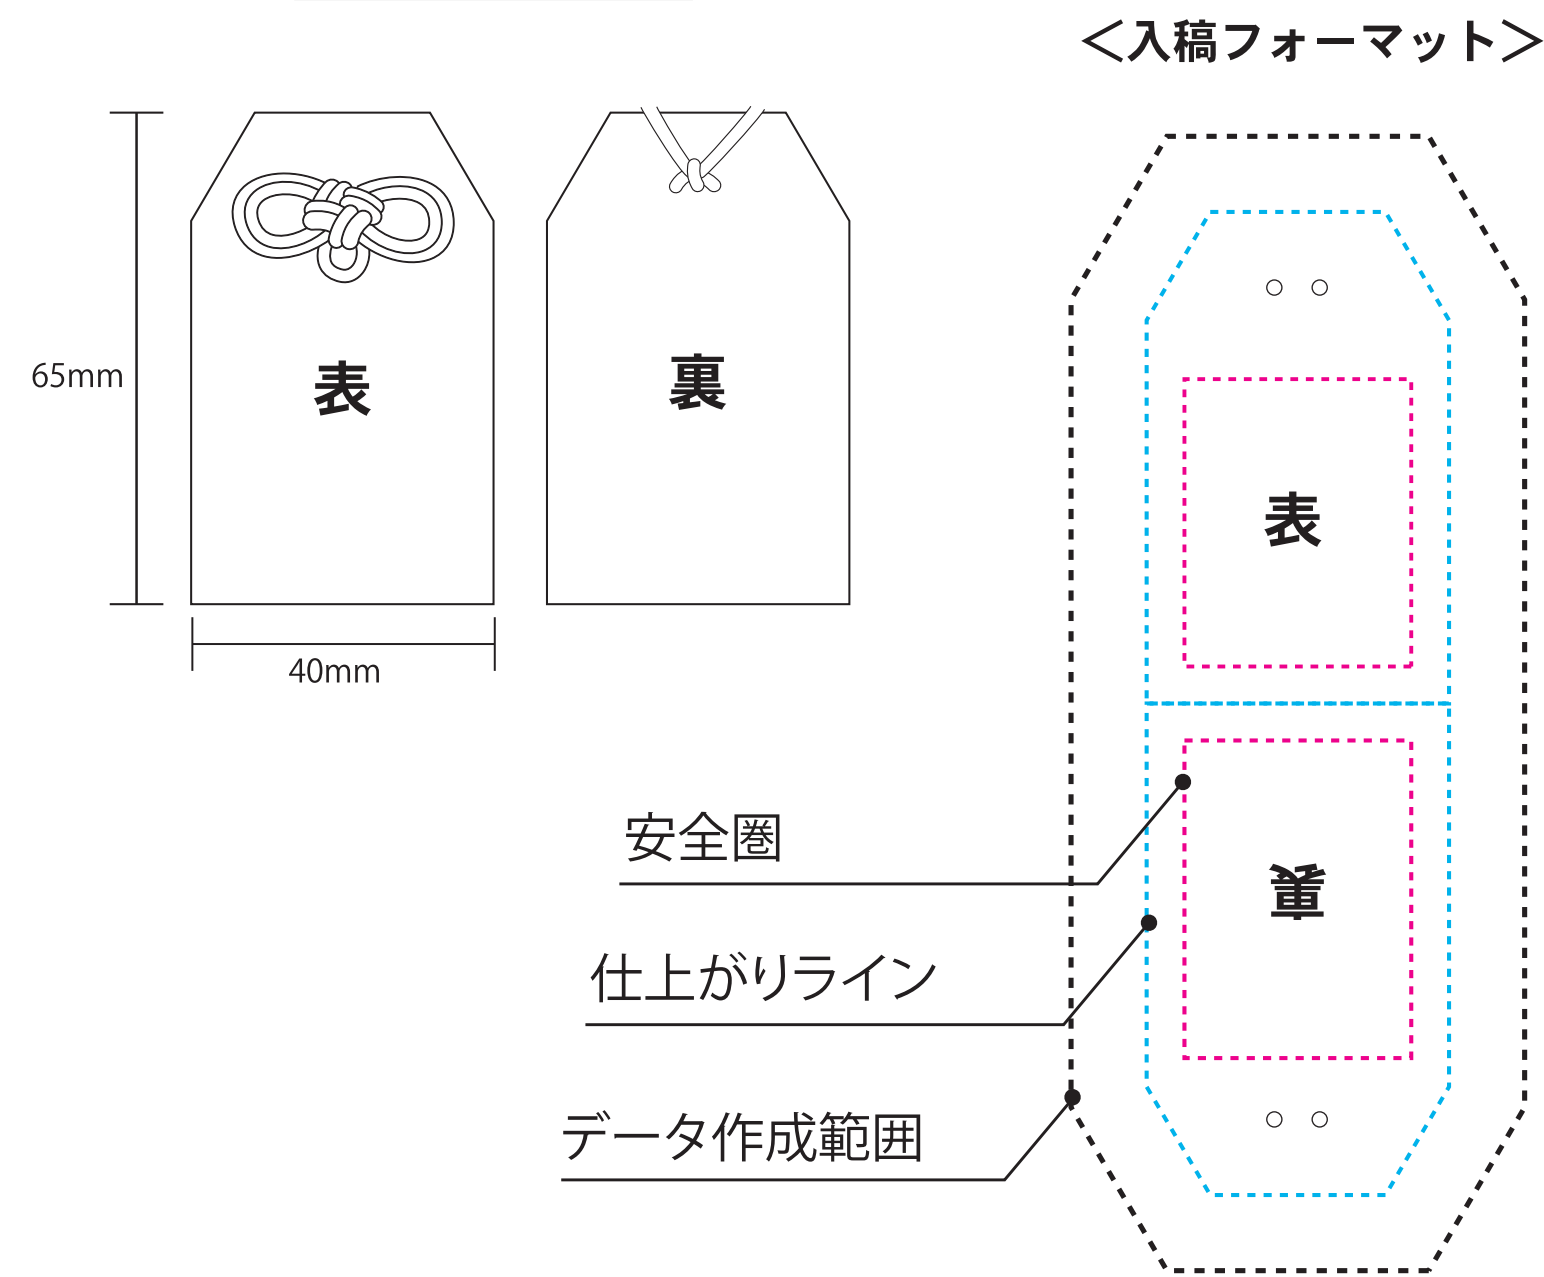 ＜入稿フォーマット＞
65mm
表
裏
40mm
表
裏
安全圏
仕上がりライン
データ作成範囲